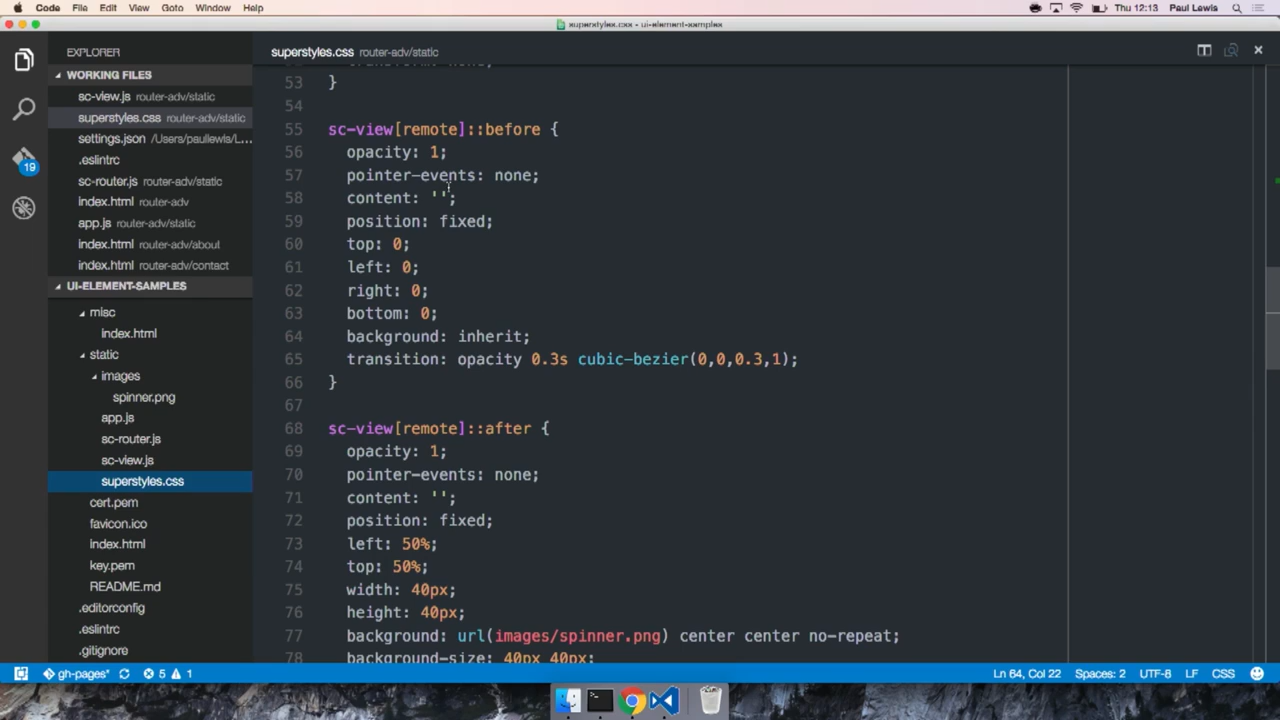 Code File Edit View Goto Window Help Thu 12:13 Paul Lewis
superstyles.css - ui-element-samples
EXPLORER
superstyles.css router-adv/static
WORKING FILES
sc-view.js router-adv/static
superstyles.css router-adv/static
settings.json /Users/paullewis/L...
.eslintrc
sc-router.js router-adv/static
index.html router-adv
app.js router-adv/static
index.html router-adv/about
index.html router-adv/contact
19
UI-ELEMENT-SAMPLES
misc
index.html
static
images
spinner.png
app.js
sc-router.js
sc-view.js
superstyles.css
cert.pem
favicon.ico
index.html
key.pem
README.md
.editorconfig
.eslintrc
.gitignore
53 }
54
55 sc-view[remote]::before {
56 opacity: 1;
57 pointer-events: none;
58 content: '';
59 position: fixed;
60 top: 0;
61 left: 0;
62 right: 0;
63 bottom: 0;
64 background: inherit;
65 transition: opacity 0.3s cubic-bezier(0,0,0.3,1);
66 }
67
68 sc-view[remote]::after {
69 opacity: 1;
70 pointer-events: none;
71 content: '';
72 position: fixed;
73 left: 50%;
74 top: 50%;
75 width: 40px;
76 height: 40px;
77 background: url(images/spinner.png) center center no-repeat;
78 background-size: 40px 40px;
gh-pages* 5 1 Ln 64, Col 22 Spaces: 2 UTF-8 LF CSS